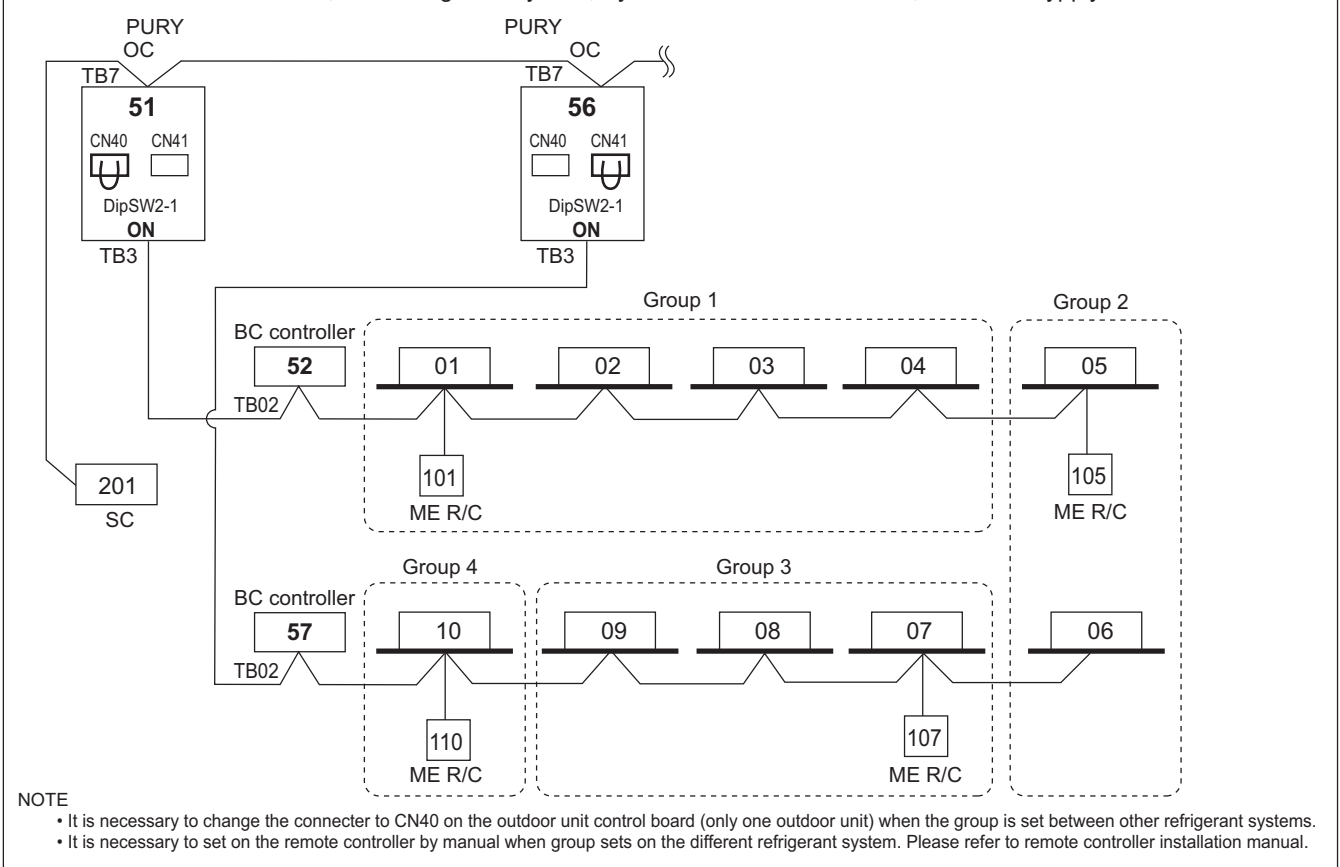 PURY
OC
PURY
OC
TB7
TB7
51
56
CN40 CN41
CN40 CN41
DipSW2-1
ON
DipSW2-1
ON
TB3
TB3
Group 1
Group 2
BC controller
52
01
02
03
04
05
TB02
201
SC
101
ME R/C
105
ME R/C
Group 4
Group 3
BC controller
57
10
09
08
07
06
TB02
110
ME R/C
107
ME R/C
NOTE
• It is necessary to change the connecter to CN40 on the outdoor unit control board (only one outdoor unit) when the group is set between other refrigerant systems.
• It is necessary to set on the remote controller by manual when group sets on the different refrigerant system. Please refer to remote controller installation manual.